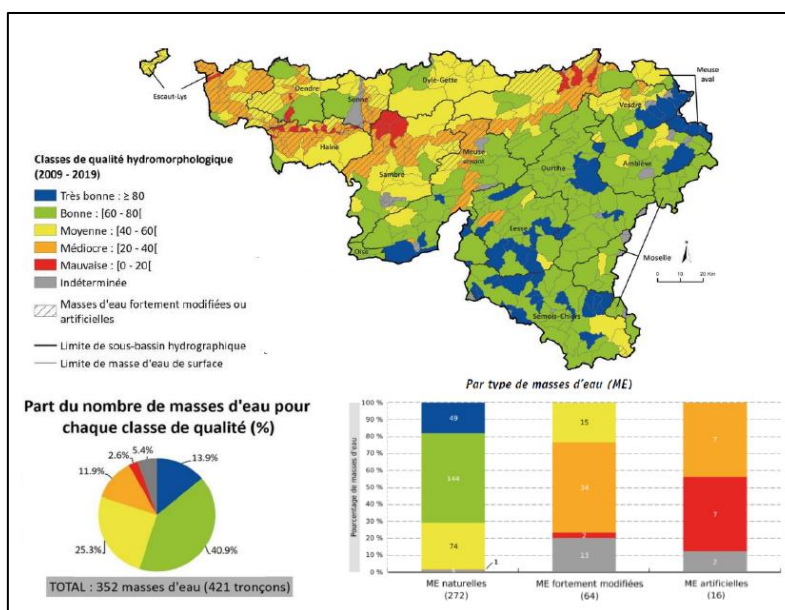 Escaut-Lys
Dendre
Senne
Dyle-Gette
Meuse
aval
Vesdre
Haine
Sambre
Meuse
amont
Ourthe
Amblève
Oise
Lesse
Moselle
Semois-Chiers
0
10
20 Km
Classes de qualité hydromorphologique
(2009 - 2019)
Très bonne : ≥ 80
Bonne : [60 - 80[
Moyenne : [40 - 60[
Médiocre : [20 - 40[
Mauvaise : [0 - 20[
Indéterminée
Masses d'eau fortement modifiées ou
artificielles
Limite de sous-bassin hydrographique
Limite de masse d'eau de surface
Part du nombre de masses d'eau pour
chaque classe de qualité (%)
5.4%
2.6%
13.9%
11.9%
25.3%
40.9%
TOTAL : 352 masses d'eau (421 tronçons)
Par type de masses d'eau (ME)
Pourcentage de masses d'eau
100 %
90 %
80 %
70 %
60 %
50 %
40 %
30 %
20 %
10 %
0 %
49
144
74
1
15
34
2
13
7
7
2
ME naturelles
(272)
ME fortement modifiées
(64)
ME artificielles
(16)